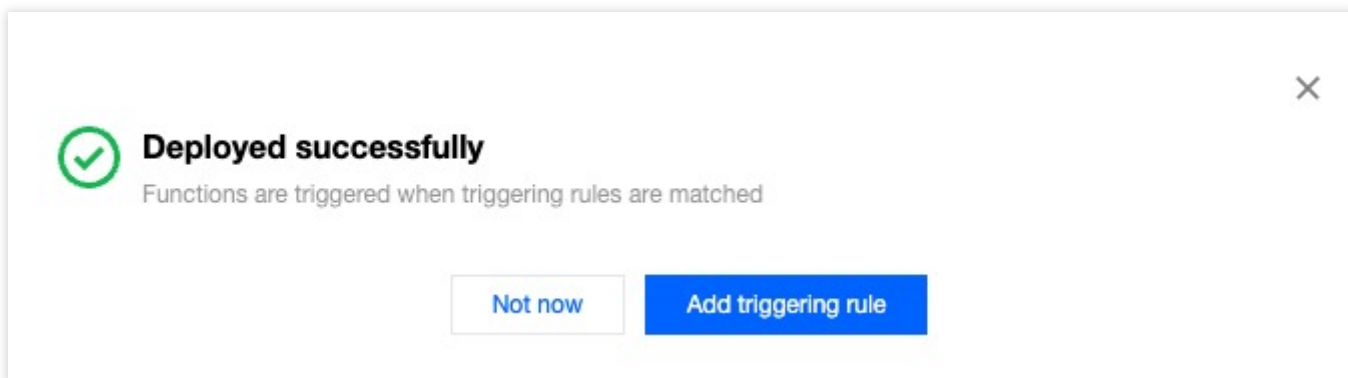 Deployed successfully
Functions are triggered when triggering rules are matched
Not now
Add triggering rule